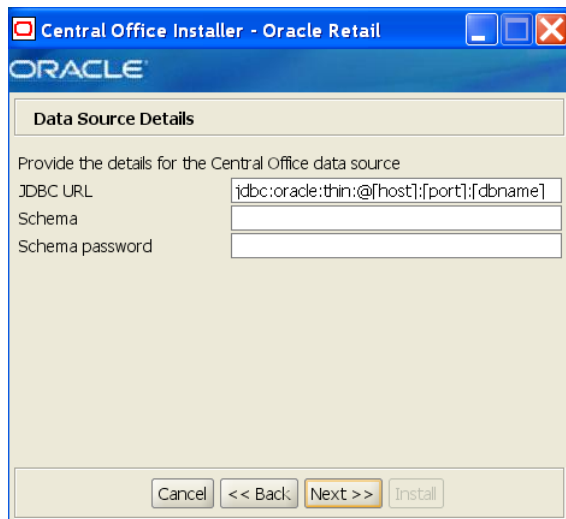 Central Office Installer - Oracle Retail
ORACLE
Data Source Details
Provide the details for the Central Office data source
JDBC URL jdbc:oracle:thin:@[host]:[port]:[dbname]
Schema
Schema password
Cancel << Back Next >> Install